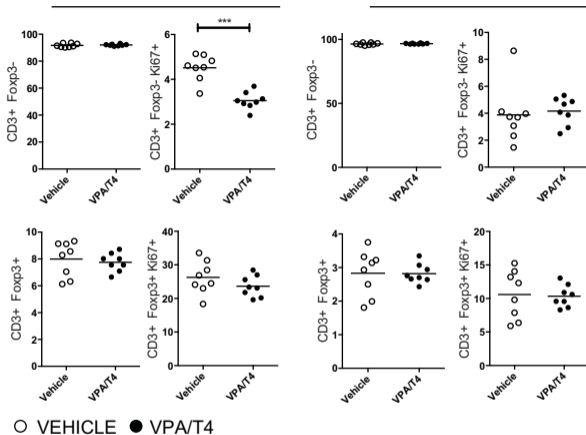 ***
CD3+ Foxp3-
100
80
60
40
20
0
Vehicle
VPA/T4
CD3+ Foxp3- Ki67+
6
4
2
0
Vehicle
VPA/T4
CD3+ Foxp3-
100
50
0
Vehicle
VPA/T4
CD3+ Foxp3- Ki67+
10
8
6
4
2
0
Vehicle
VPA/T4
CD3+ Foxp3+
10
8
6
4
2
0
Vehicle
VPA/T4
CD3+ Foxp3+ Ki67+
40
30
20
10
0
Vehicle
VPA/T4
CD3+ Foxp3+
4
3
2
1
0
Vehicle
VPA/T4
CD3+ Foxp3+ Ki67+
20
15
10
5
0
Vehicle
VPA/T4
VEHICLE VPA/T4